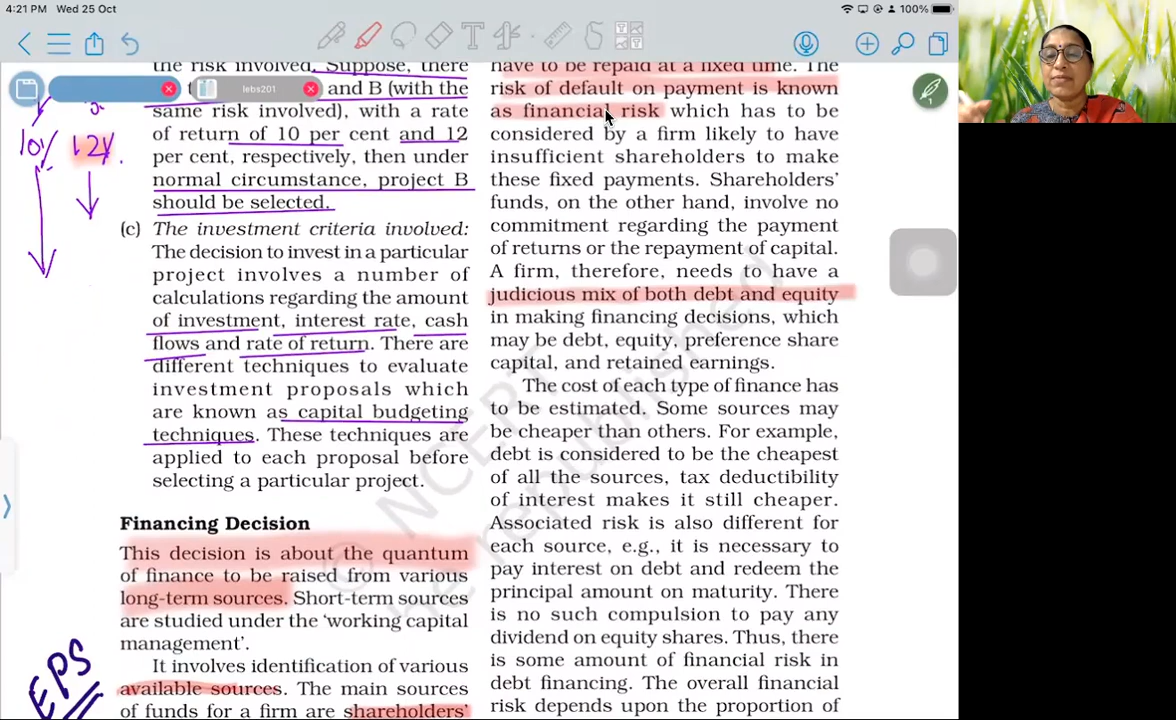 4:21 PM Wed 25 Oct
100%
lebs201
the risk involved. Suppose, there
and B (with the
same risk involved), with a rate
of return of 10 per cent and 12
per cent, respectively, then under
normal circumstance, project B
should be selected.
10% 12%.
(c) The investment criteria involved:
The decision to invest in a particular
project involves a number of
calculations regarding the amount
of investment, interest rate, cash
flows and rate of return. There are
different techniques to evaluate
investment proposals which
are known as capital budgeting
techniques. These techniques are
applied to each proposal before
selecting a particular project.
Financing Decision
This decision is about the quantum
of finance to be raised from various
long-term sources. Short-term sources
are studied under the ‘working capital
management’.
It involves identification of various
available sources. The main sources
of funds for a firm are shareholders’
EPS
have to be repaid at a fixed time. The
risk of default on payment is known
as financial risk which has to be
considered by a firm likely to have
insufficient shareholders to make
these fixed payments. Shareholders’
funds, on the other hand, involve no
commitment regarding the payment
of returns or the repayment of capital.
A firm, therefore, needs to have a
judicious mix of both debt and equity
in making financing decisions, which
may be debt, equity, preference share
capital, and retained earnings.
The cost of each type of finance has
to be estimated. Some sources may
be cheaper than others. For example,
debt is considered to be the cheapest
of all the sources, tax deductibility
of interest makes it still cheaper.
Associated risk is also different for
each source, e.g., it is necessary to
pay interest on debt and redeem the
principal amount on maturity. There
is no such compulsion to pay any
dividend on equity shares. Thus, there
is some amount of financial risk in
debt financing. The overall financial
risk depends upon the proportion of
© NCERT
be republished
1